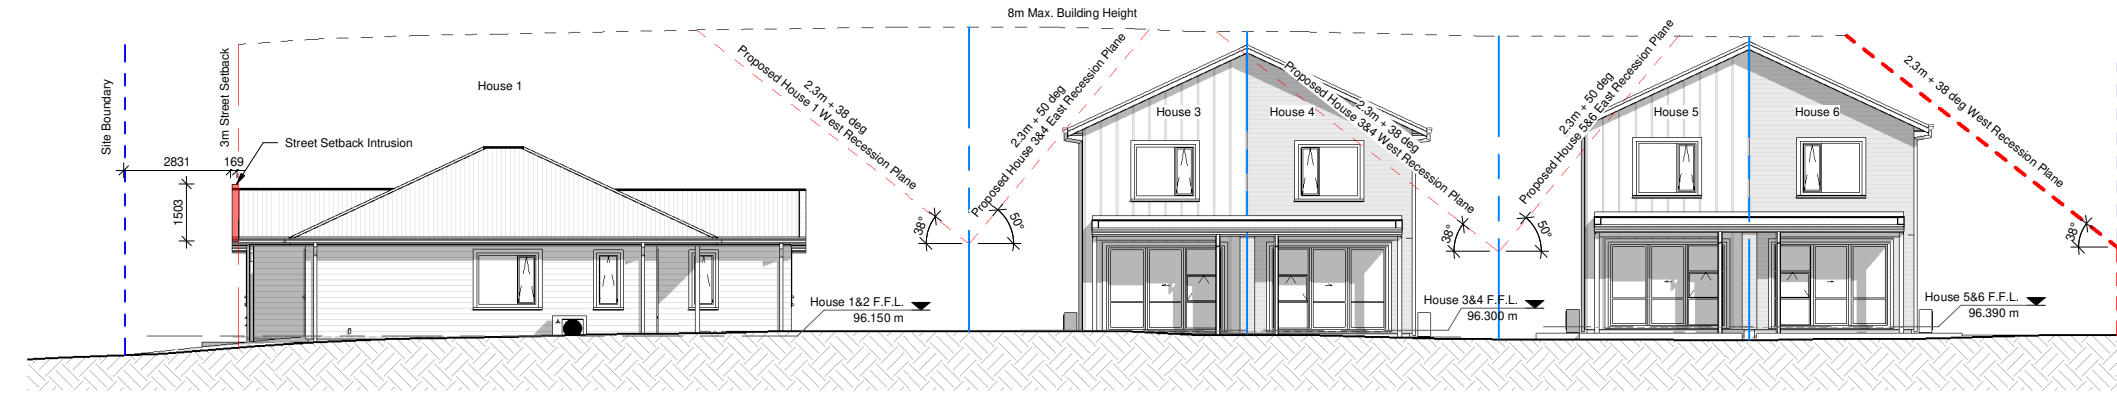 8m Max. Building Height
Site Boundary
3m Street Setback
House 1
Street Setback Intrusion
2831
169
1503
2.3m + 38 deg
Proposed House 1 West Recession Plane
38°
2.3m + 50 deg
Proposed House 3&4 East Recession Plane
50°
House 1&2 F.F.L.
96.150 m
House 3
House 4
2.3m + 38 deg
Proposed House 3&4 West Recession Plane
38°
House 3&4 F.F.L.
96.300 m
2.3m + 50 deg
Proposed House 5&6 East Recession Plane
50°
House 5
House 6
2.3m + 38 deg West Recession Plane
38°
House 5&6 F.F.L.
96.390 m